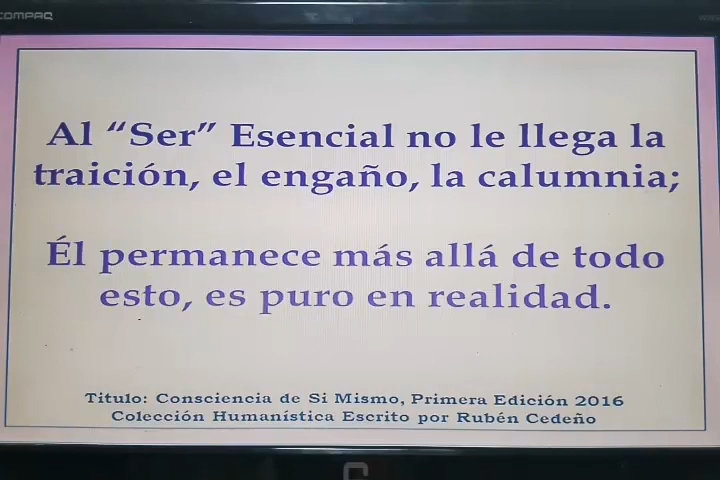 COMPAQ
Al “Ser” Esencial no le llega la
traición, el engaño, la calumnia;
Él permanece más allá de todo
esto, es puro en realidad.
Titulo: Consciencia de Si Mismo, Primera Edición 2016
Colección Humanística Escrito por Rubén Cedeño